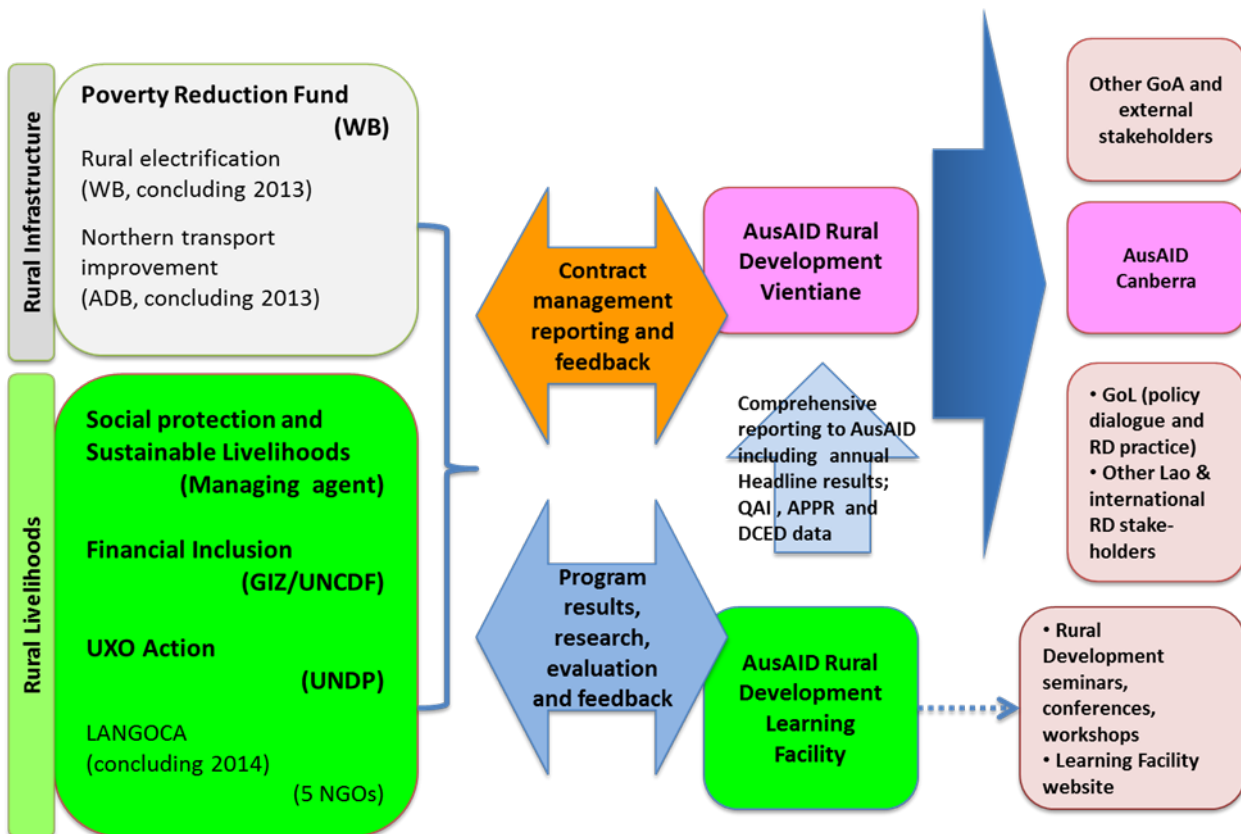 Rural Infrastructure
Poverty Reduction Fund
(WB)
Rural electrification
(WB, concluding 2013)
Northern transport
improvement
(ADB, concluding 2013)
Rural Livelihoods
Social protection and
Sustainable Livelihoods
(Managing agent)
Financial Inclusion
(GIZ/UNCDF)
UXO Action
(UNDP)
LANGOCA
(concluding 2014)
(5 NGOs)
Contract
management
reporting and
feedback
Program
results,
research,
evaluation
and feedback
AusAID Rural
Development
Vientiane
Comprehensive
reporting to AusAID
including annual
Headline results;
QAI , APPR and
DCED data
AusAID Rural
Development
Learning
Facility
Other GoA and
external
stakeholders
AusAID
Canberra
• GoL (policy
dialogue and
RD practice)
• Other Lao &
international
RD stake-
holders
• Rural
Development
seminars,
conferences,
workshops
• Learning Facility
website